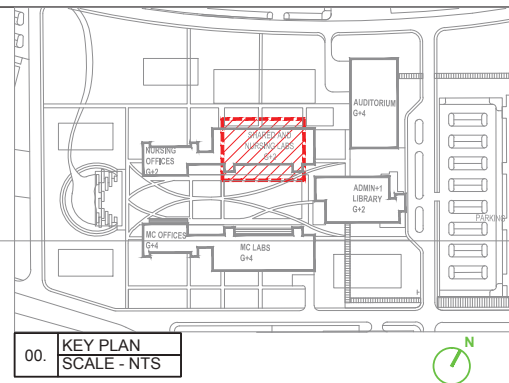 AUDITORIUM
G+4
SHARED AND
NURSING LABS
NURSING
OFFICES
G+2
ADMIN+1
LIBRARY
G+2
PARKING
MC OFFICES
G+4
MC LABS
G+4
00.
KEY PLAN
SCALE - NTS
N